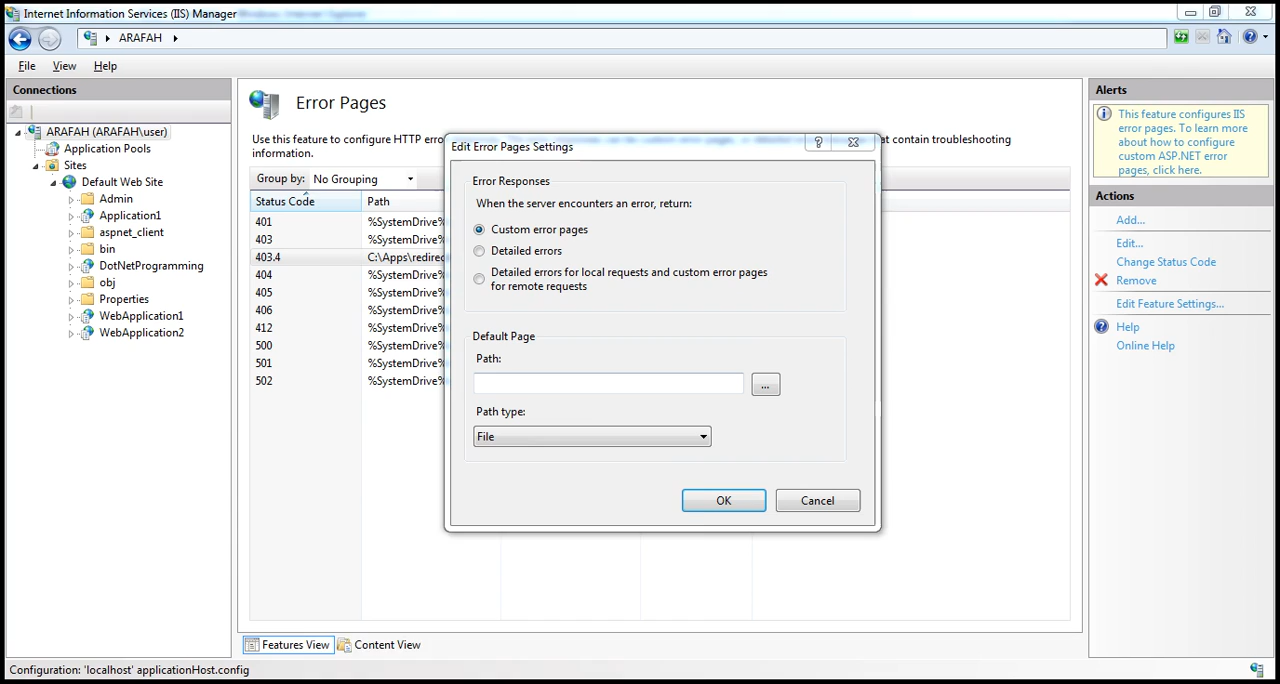 Internet Information Services (IIS) Manager
ARAFAH
File View Help
Connections
ARAFAH (ARAFAH\user)
Application Pools
Sites
Default Web Site
Admin
Application1
aspnet_client
bin
DotNetProgramming
obj
Properties
WebApplication1
WebApplication2
Error Pages
Use this feature to configure HTTP erro
at contain troubleshooting
information.
Group by: No Grouping
Status Code Path
401 %SystemDrive%
403 %SystemDrive%
403.4 C:\Apps\redirec
404 %SystemDrive%
405 %SystemDrive%
406 %SystemDrive%
412 %SystemDrive%
500 %SystemDrive%
501 %SystemDrive%
502 %SystemDrive%
Edit Error Pages Settings
Error Responses
When the server encounters an error, return:
Custom error pages
Detailed errors
Detailed errors for local requests and custom error pages
for remote requests
Default Page
Path:
...
Path type:
File
OK Cancel
Features View Content View
Alerts
This feature configures IIS
error pages. To learn more
about how to configure
custom ASP.NET error
pages, click here.
Actions
Add...
Edit...
Change Status Code
Remove
Edit Feature Settings...
Help
Online Help
Configuration: 'localhost' applicationHost.config